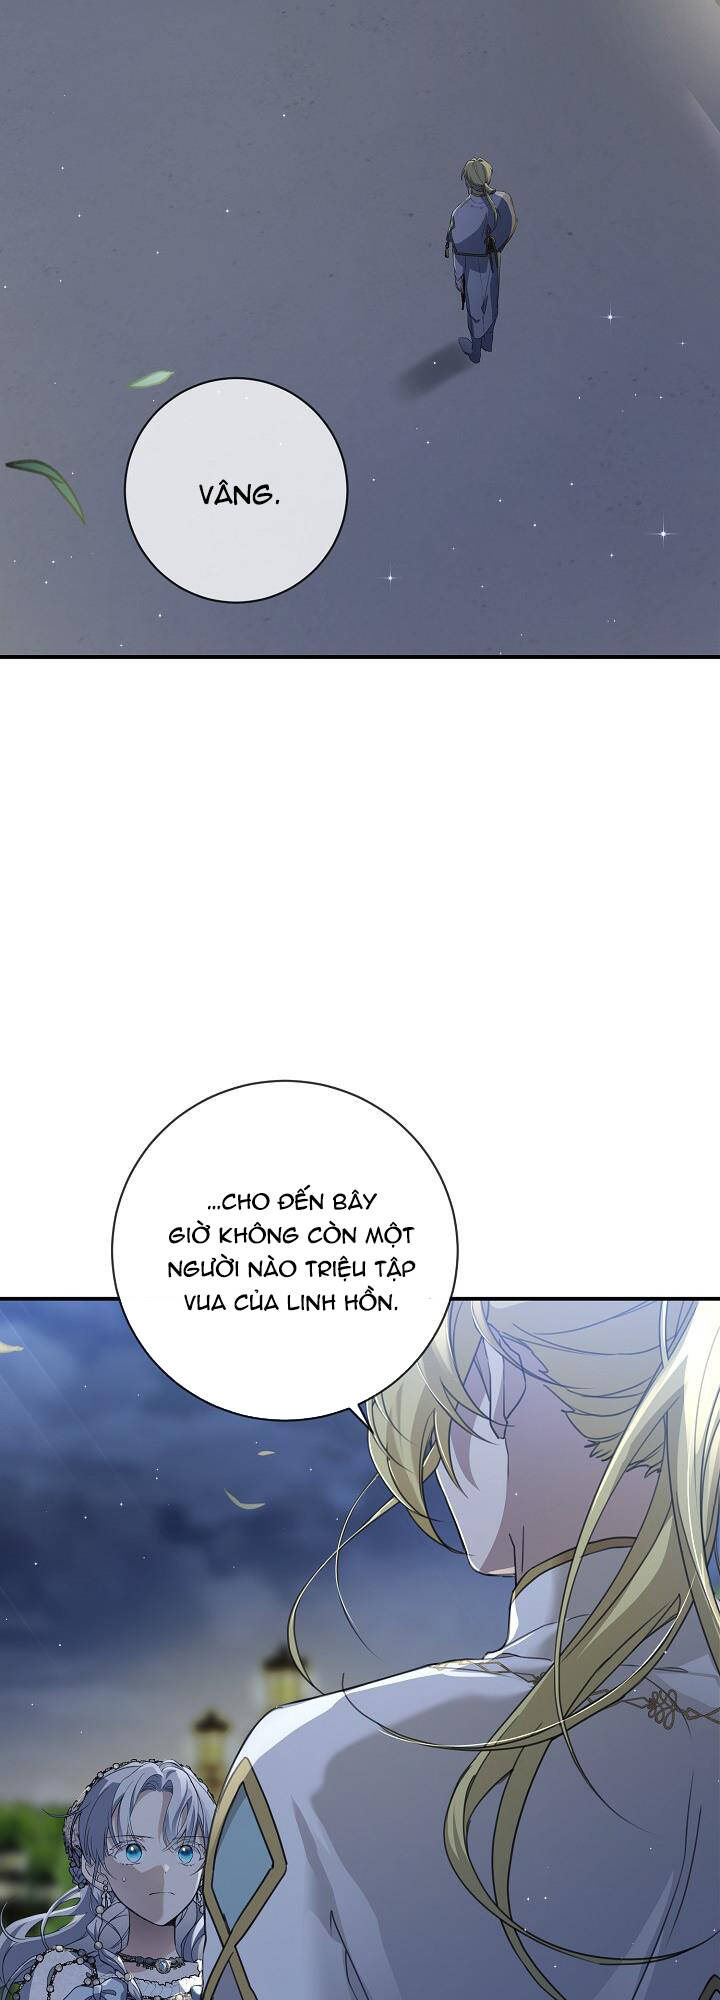 VÂNG.
...CHO ĐẾN BÂY
GIỜ KHÔNG CÒN MỘT
NGƯỜI NÀO TRIỆU TẬP
VUA CỦA LINH HỒN.